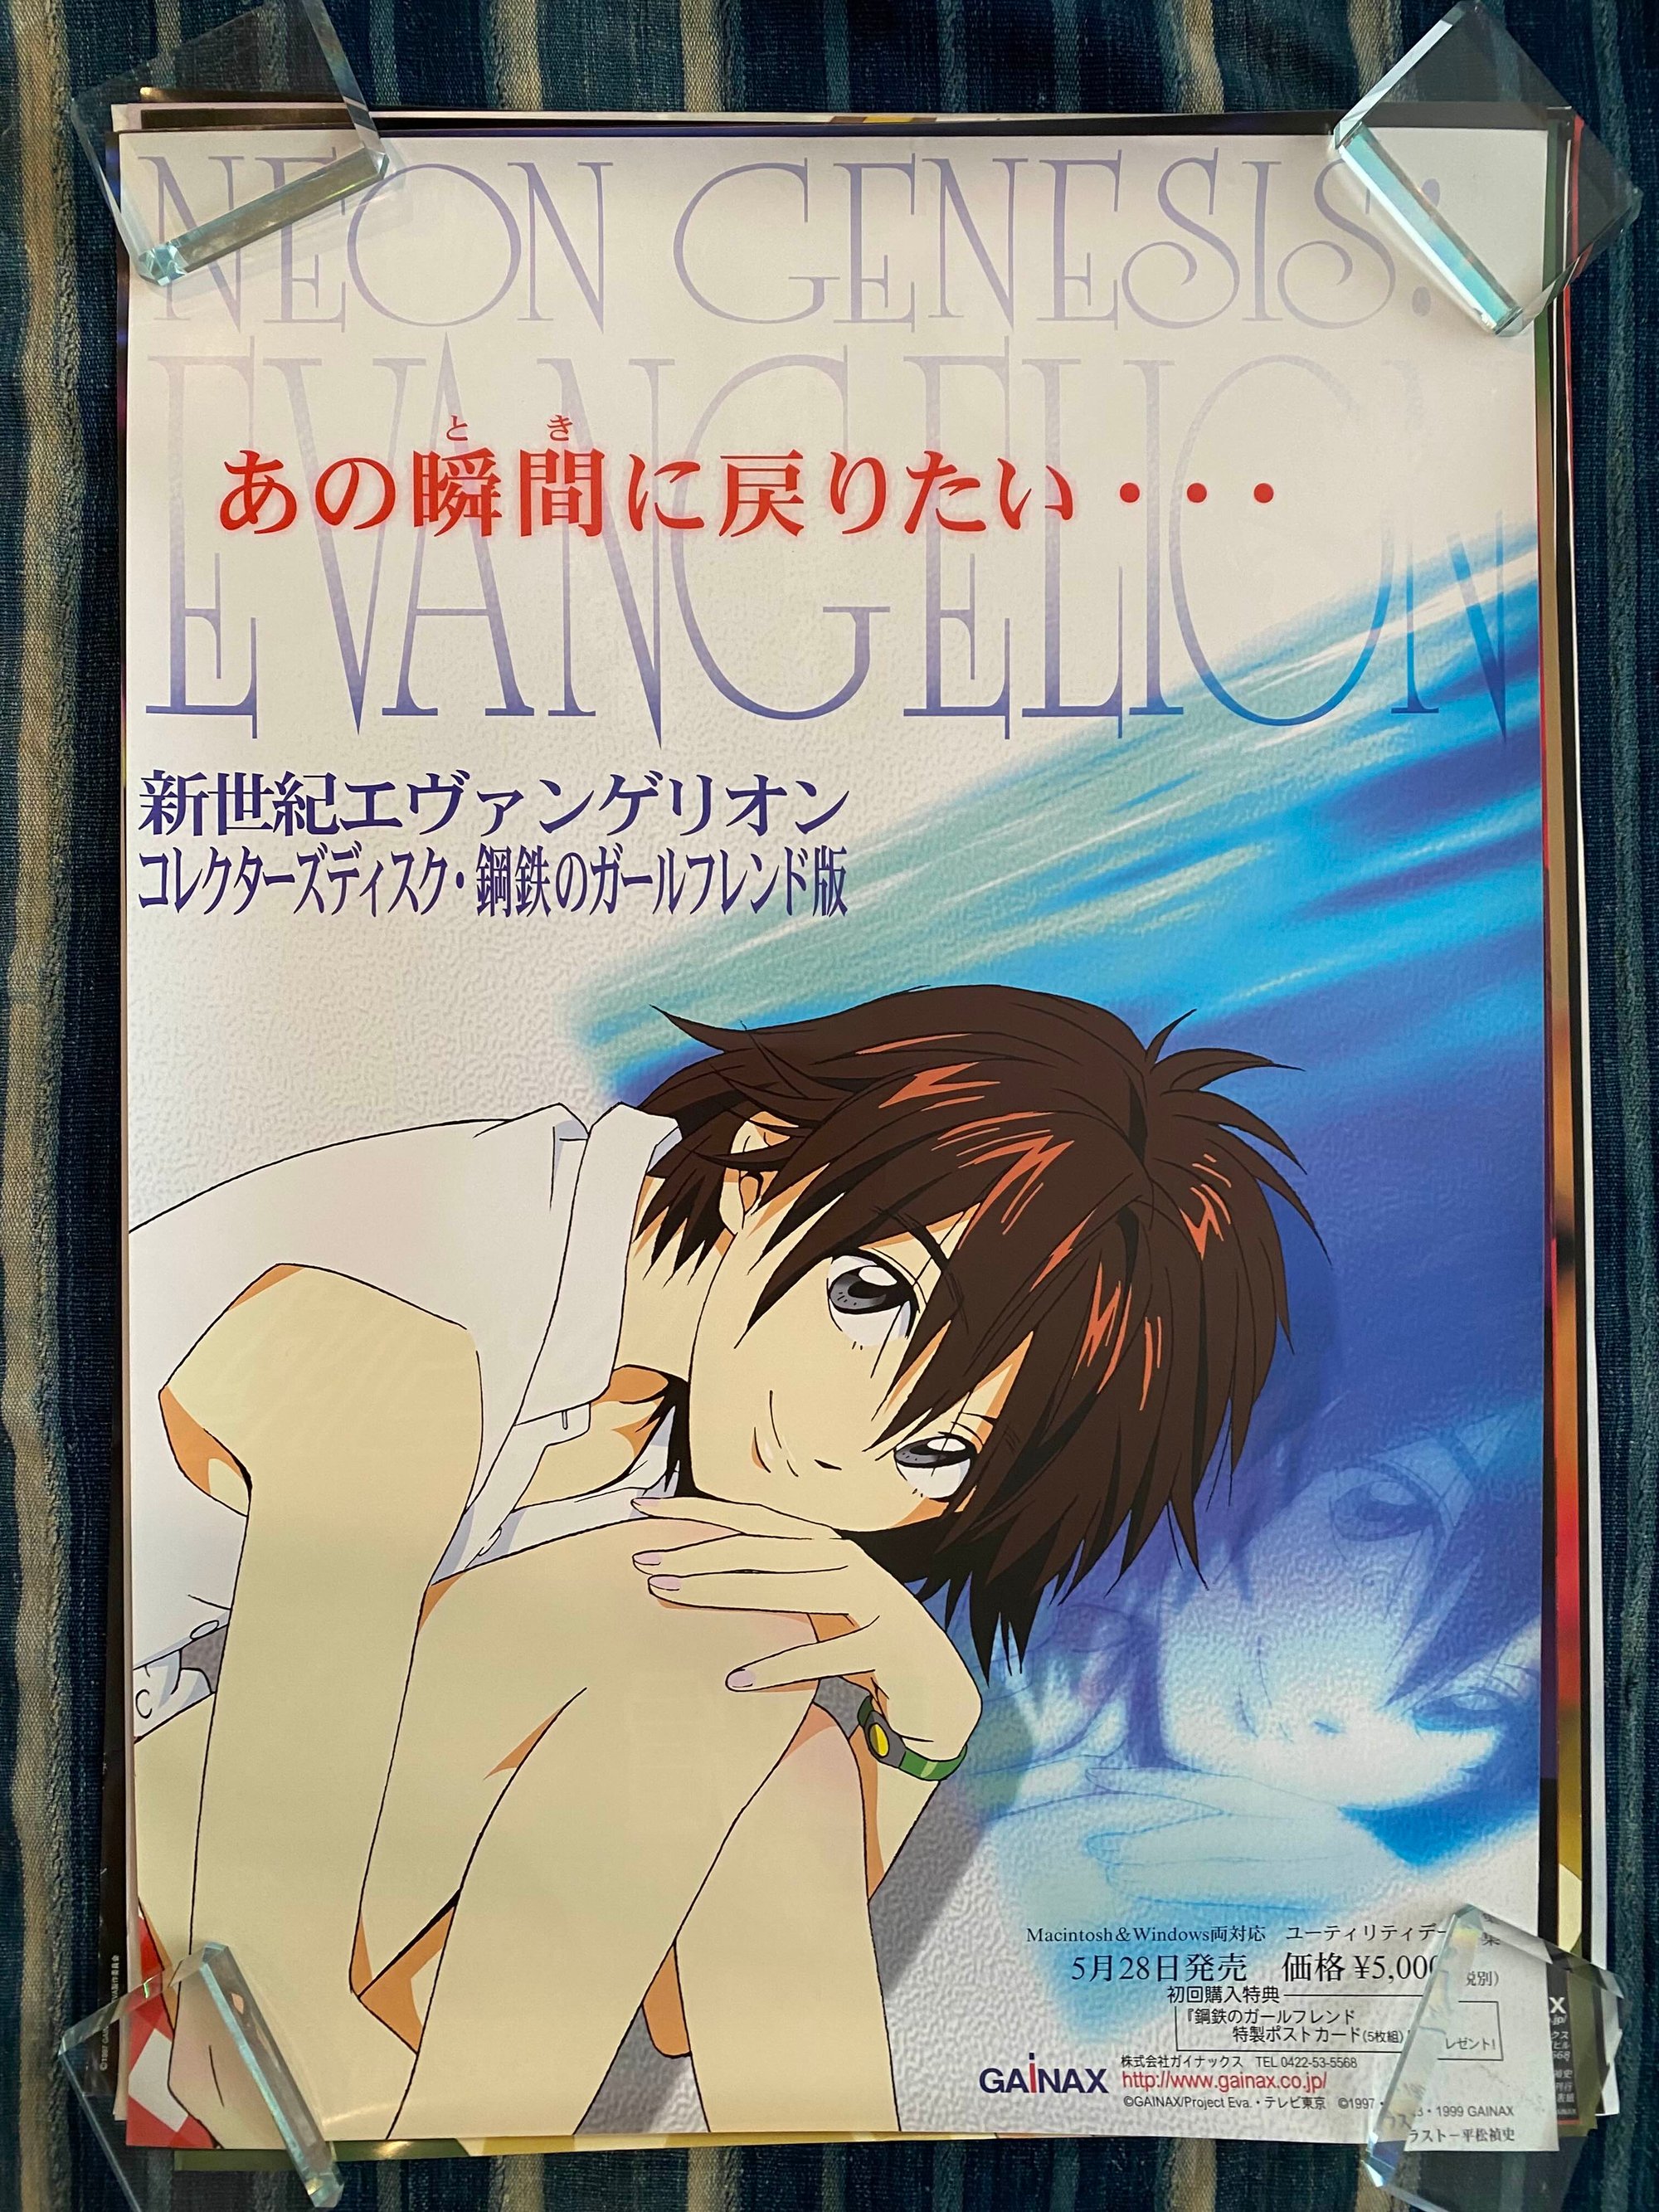 NEON GENESIS:
EVANGELION
とき
あの瞬間に戻りたい・・・
新世紀エヴァンゲリオン
コレクターズディスク・鋼鉄のガールフレンド版
Macintosh&Windows両対応 ユーティリティデー
5月28日発売 価格 ¥5,000 税別)
初回購入特典
『鋼鉄のガールフレンド
特製ポストカード(5枚組) レゼント!
GAINAX
株式会社ガイナックス TEL 0422-53-5568
http://www.gainax.co.jp/
©GAINAX/Project Eva.・テレビ東京 ©1997・ ・1999 GAINAX
ラスト−平松禎史